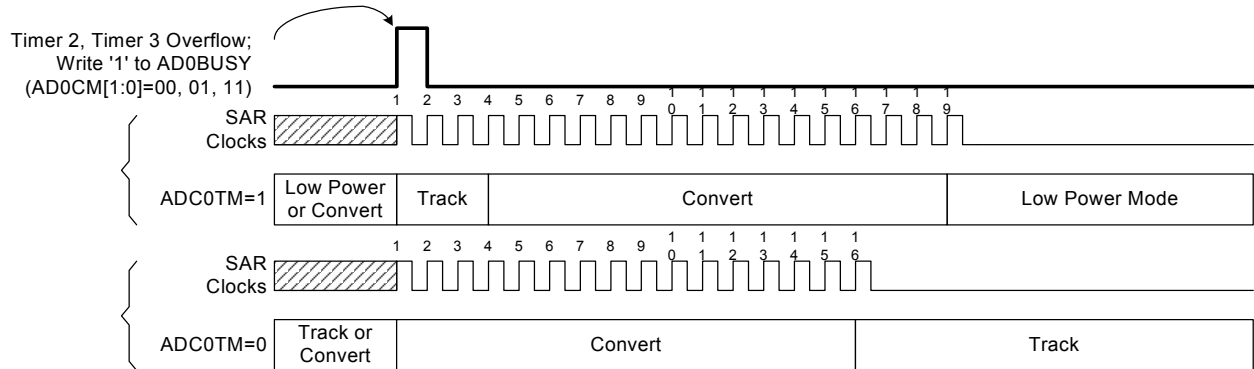 Timer 2, Timer 3 Overflow;
Write '1' to AD0BUSY
(AD0CM[1:0]=00, 01, 11)
1 2 3 4 5 6 7 8 9 10 11 12 13 14 15 16 17 18 19
SAR
Clocks
ADC0TM=1
Low Power
or Convert
Track
Convert
Low Power Mode
1 2 3 4 5 6 7 8 9 10 11 12 13 14 15 16
SAR
Clocks
ADC0TM=0
Track or
Convert
Convert
Track